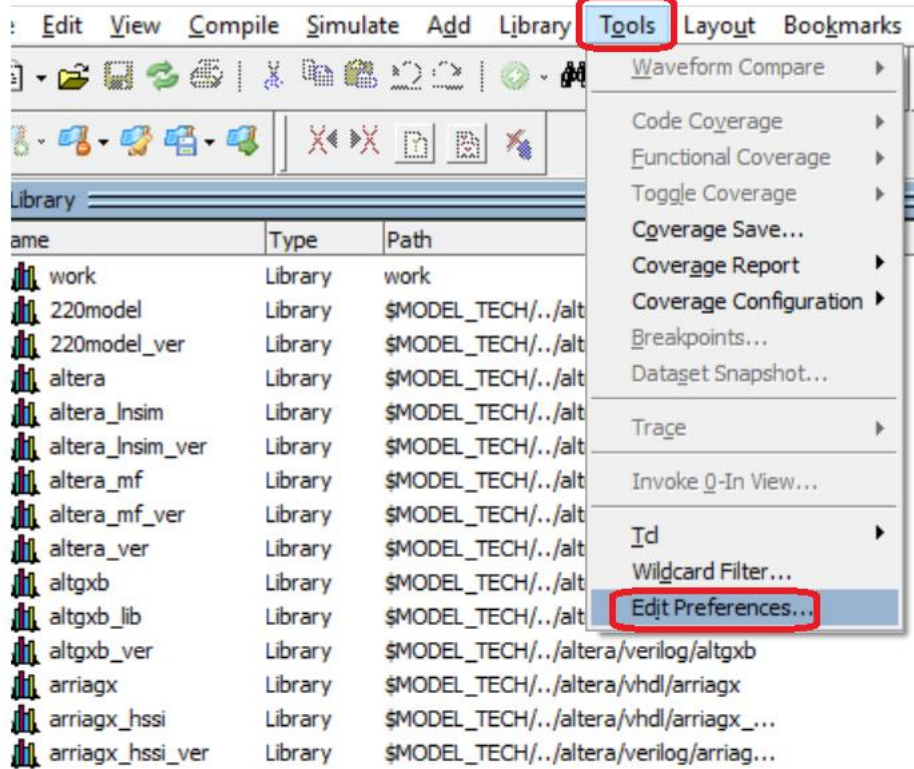 Edit View Compile Simulate Add Library Tools Layout Bookmarks
Library
ame Type Path
work Library work
220model Library $MODEL_TECH/../alt
220model_ver Library $MODEL_TECH/../alt
altera Library $MODEL_TECH/../alt
altera_lnsim Library $MODEL_TECH/../alt
altera_lnsim_ver Library $MODEL_TECH/../alt
altera_mf Library $MODEL_TECH/../alt
altera_mf_ver Library $MODEL_TECH/../alt
altera_ver Library $MODEL_TECH/../alt
altgxb Library $MODEL_TECH/../alt
altgxb_lib Library $MODEL_TECH/../alt
altgxb_ver Library $MODEL_TECH/../altera/verilog/altgxb
arriagx Library $MODEL_TECH/../altera/vhdl/arriagx
arriagx_hssi Library $MODEL_TECH/../altera/vhdl/arriagx_...
arriagx_hssi_ver Library $MODEL_TECH/../altera/verilog/arriag...
Waveform Compare
Code Coverage
Functional Coverage
Toggle Coverage
Coverage Save...
Coverage Report
Coverage Configuration
Breakpoints...
Dataset Snapshot...
Trace
Invoke 0-In View...
Tcl
Wildcard Filter...
Edit Preferences...